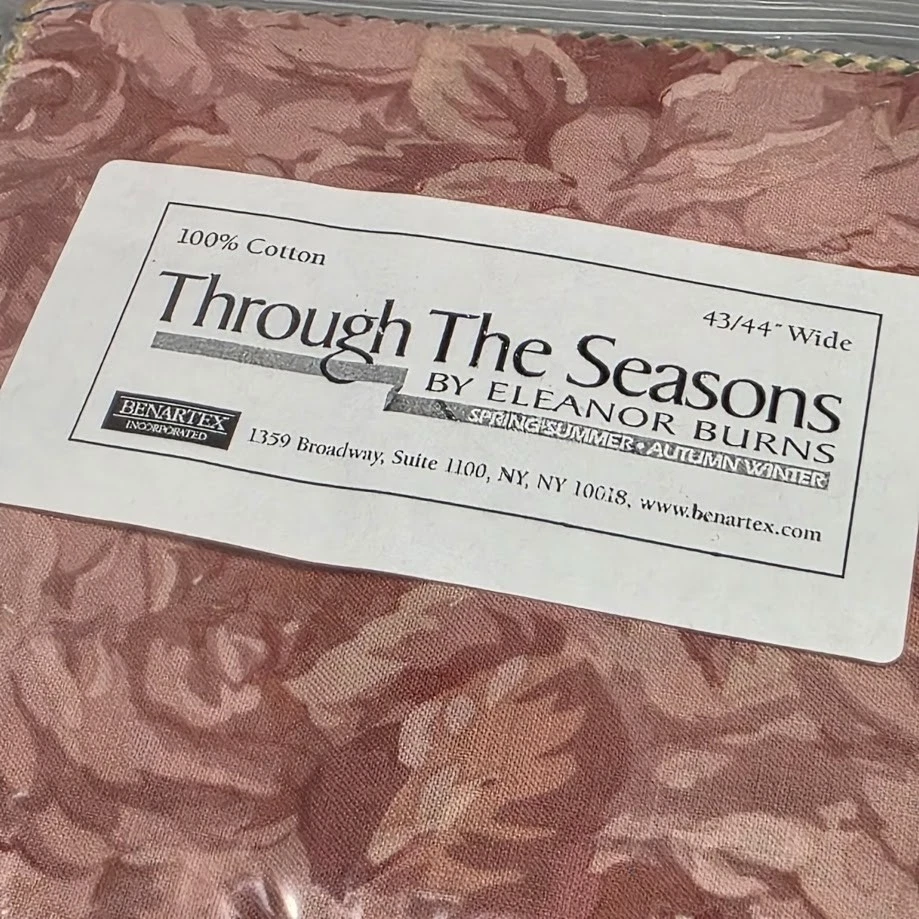 100% Cotton
43/44" Wide
Through The Seasons
BY ELEANOR BURNS
SPRING•SUMMER•AUTUMN•WINTER
BENARTEX
INCORPORATED
1359 Broadway, Suite 1100, NY, NY 10018, www.benartex.com